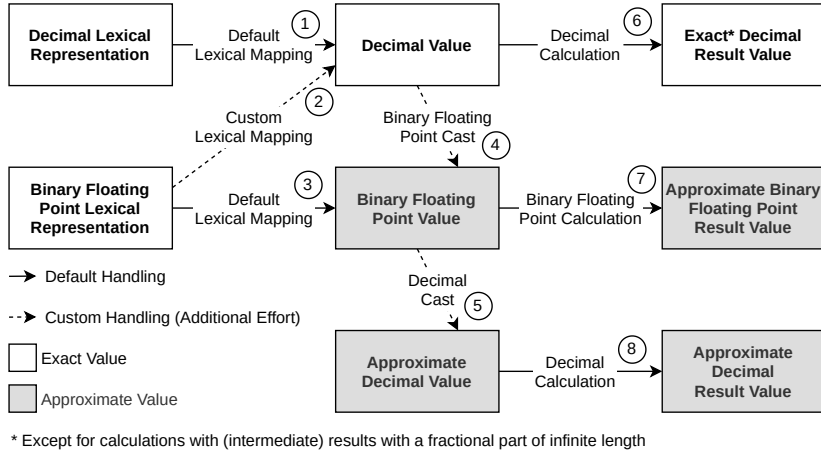 Decimal Lexical
Representation
Default
Lexical Mapping
1
Decimal Value
Decimal
Calculation
6
Exact* Decimal
Result Value
Custom
Lexical Mapping
2
Binary Floating
Point Cast
4
Binary Floating
Point Lexical
Representation
Default
Lexical Mapping
3
Binary Floating
Point Value
Binary Floating
Point Calculation
7
Approximate Binary
Floating Point
Result Value
Default Handling
Decimal
Cast
5
Custom Handling (Additional Effort)
Exact Value
Approximate Value
Approximate
Decimal Value
Decimal
Calculation
8
Approximate
Decimal
Result Value
* Except for calculations with (intermediate) results with a fractional part of infinite length